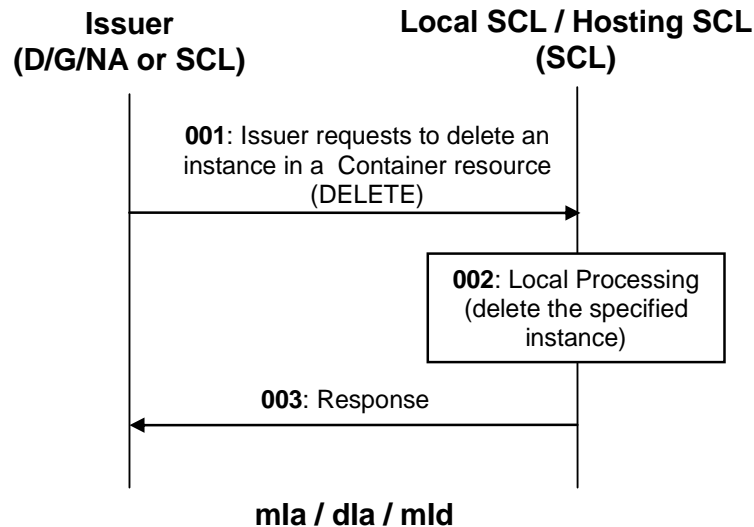 Issuer
(D/G/NA or SCL)
Local SCL / Hosting SCL
(SCL)
001: Issuer requests to delete an
instance in a Container resource
(DELETE)
002: Local Processing
(delete the specified
instance)
003: Response
mIa / dIa / mId